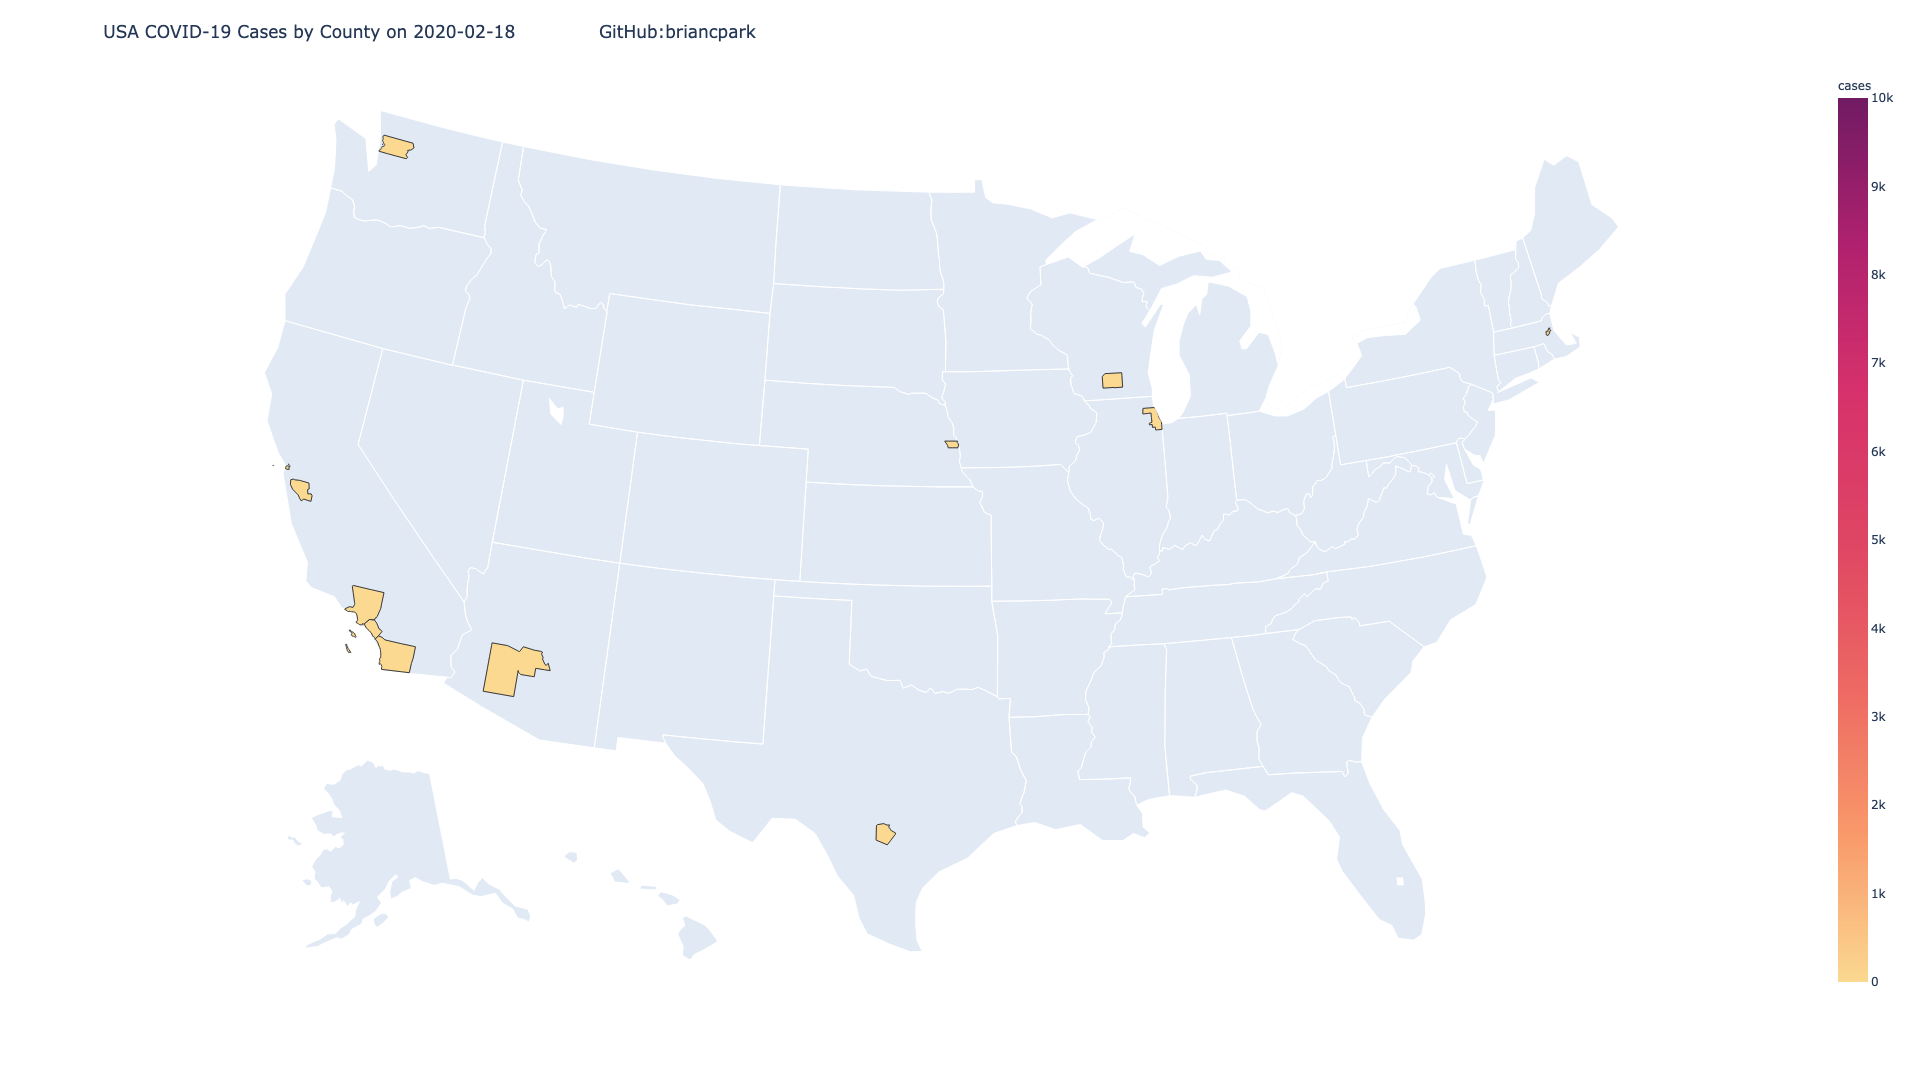 USA COVID-19 Cases by County on 2020-02-18 GitHub:briancpark
cases
10k
9k
8k
7k
6k
5k
4k
3k
2k
1k
0